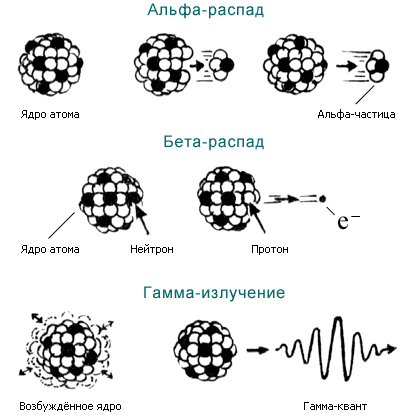 Альфа-распад
Ядро атома
Альфа-частица
Бета-распад
e⁻
Ядро атома
Нейтрон
Протон
Гамма-излучение
Возбуждённое ядро
Гамма-квант